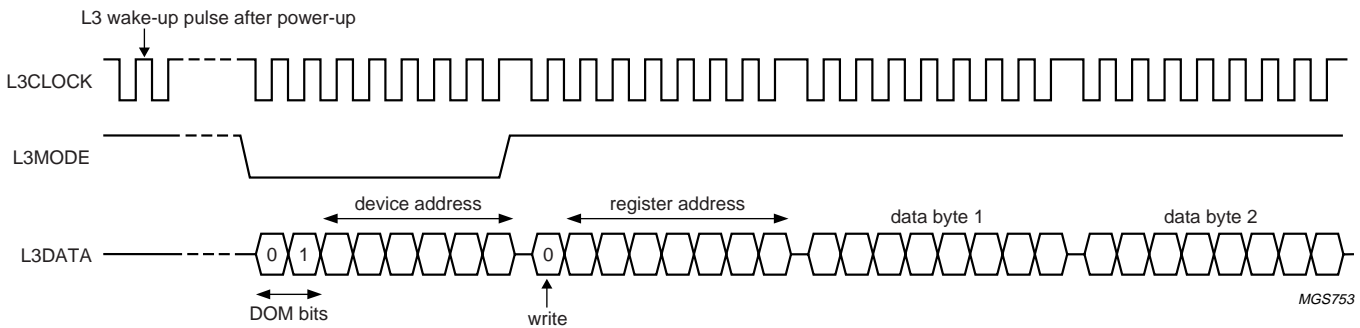 L3 wake-up pulse after power-up
L3CLOCK
L3MODE
device address
register address
data byte 1
data byte 2
L3DATA
0
1
0
DOM bits
write
MGS753